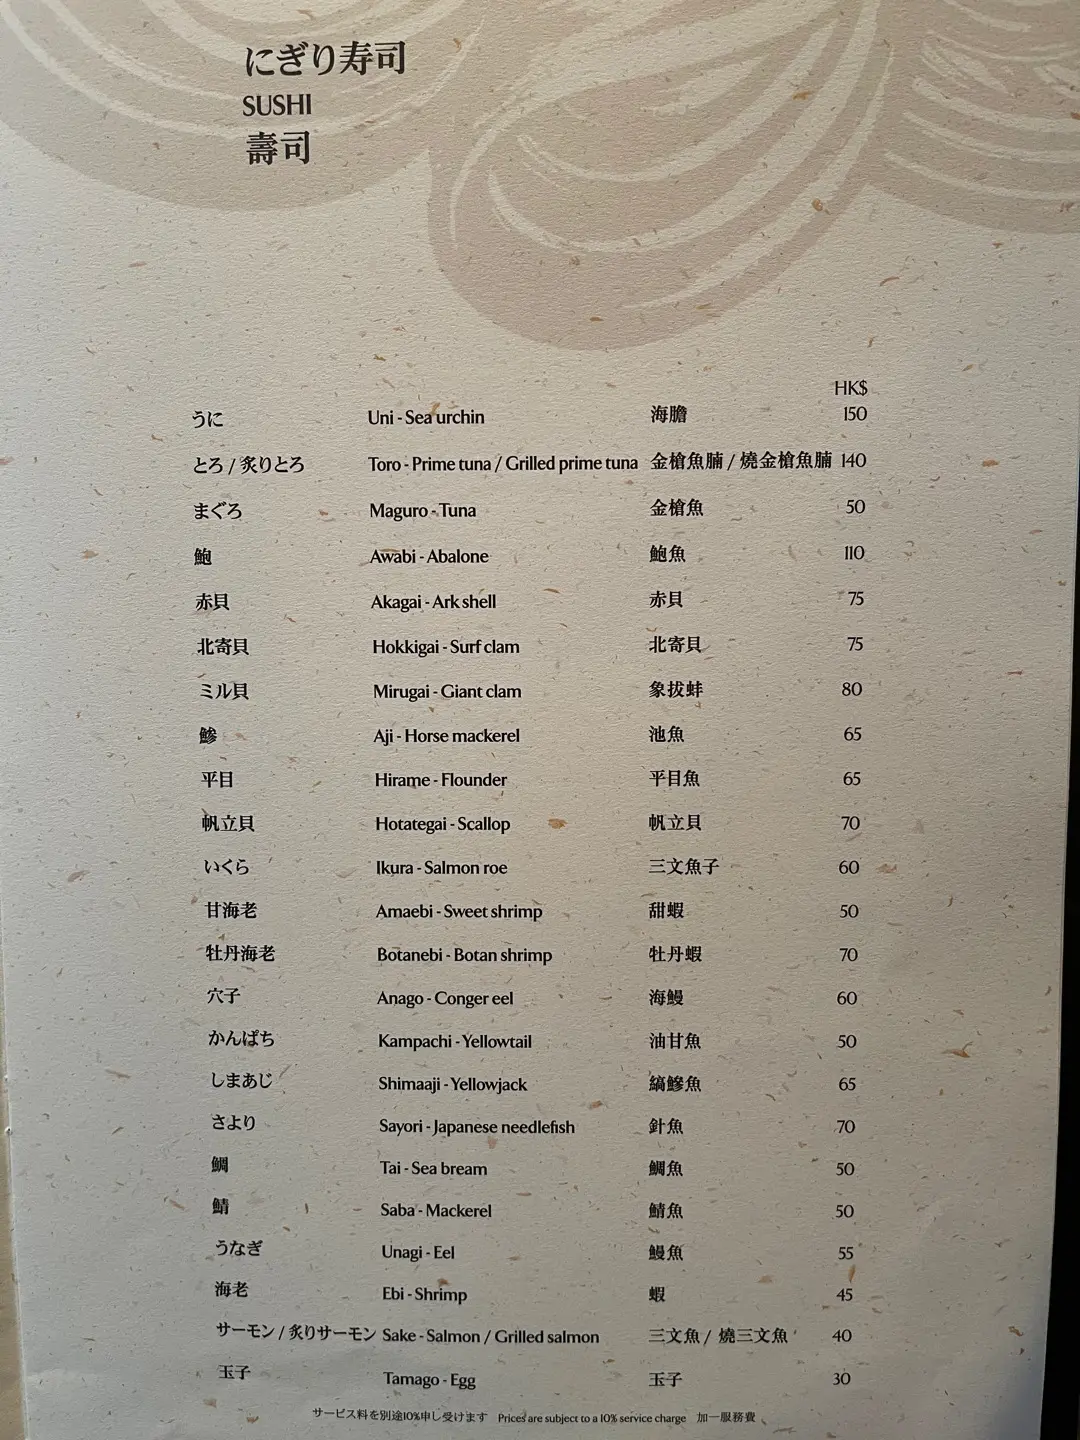 にぎり寿司
SUSHI
壽司
HK$
うに Uni - Sea urchin 海膽 150
とろ / 炙りとろ Toro - Prime tuna / Grilled prime tuna 金槍魚腩 / 燒金槍魚腩 140
まぐろ Maguro - Tuna 金槍魚 50
鮑 Awabi - Abalone 鮑魚 110
赤貝 Akagai - Ark shell 赤貝 75
北寄貝 Hokkigai - Surf clam 北寄貝 75
ミル貝 Mirugai - Giant clam 象拔蚌 80
鰺 Aji - Horse mackerel 池魚 65
平目 Hirame - Flounder 平目魚 65
帆立貝 Hotategai - Scallop 帆立貝 70
いくら Ikura - Salmon roe 三文魚子 60
甘海老 Amaebi - Sweet shrimp 甜蝦 50
牡丹海老 Botanebi - Botan shrimp 牡丹蝦 70
穴子 Anago - Conger eel 海鰻 60
かんぱち Kampachi - Yellowtail 油甘魚 50
しまあじ Shimaaji - Yellowjack 縞鰺魚 65
さより Sayori - Japanese needlefish 針魚 70
鯛 Tai - Sea bream 鯛魚 50
鯖 Saba - Mackerel 鯖魚 50
うなぎ Unagi - Eel 鰻魚 55
海老 Ebi - Shrimp 蝦 45
サーモン / 炙りサーモン Sake - Salmon / Grilled salmon 三文魚 / 燒三文魚 40
玉子 Tamago - Egg 玉子 30
サービス料を別途10%申し受けます Prices are subject to a 10% service charge 加一服務費